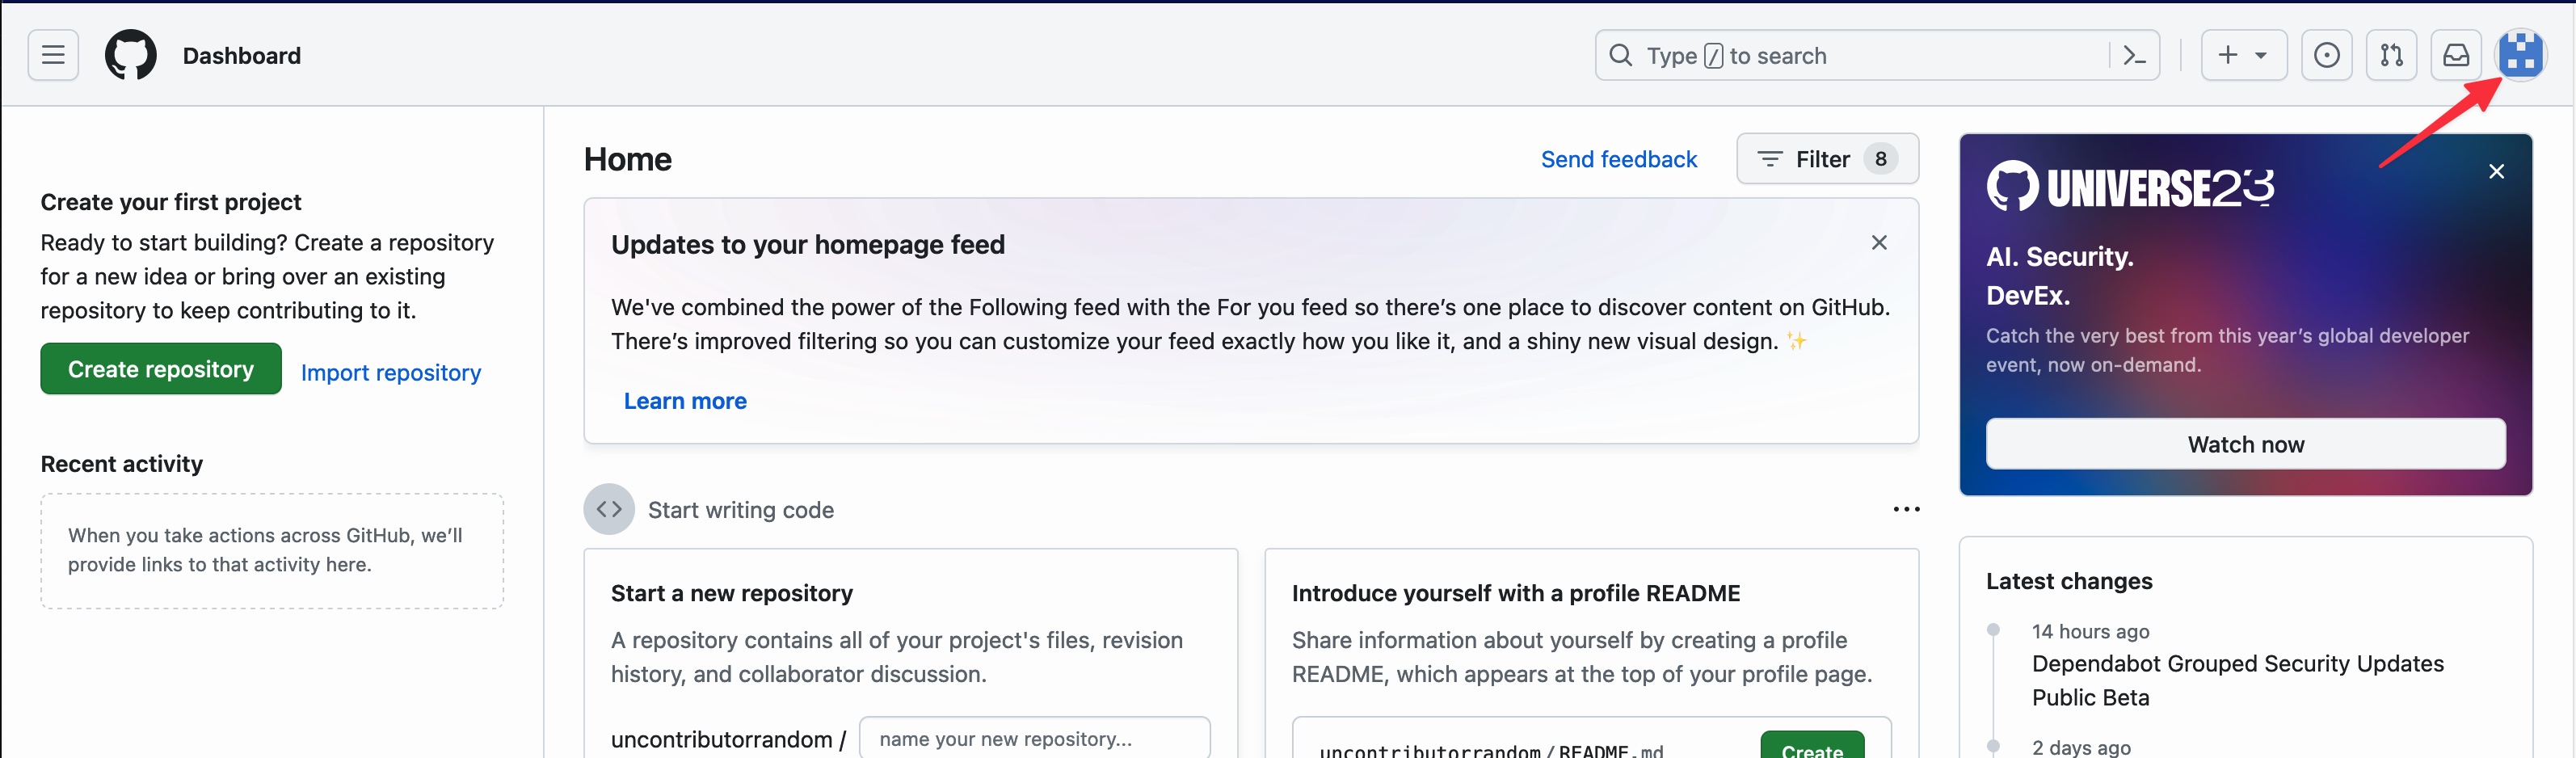 Dashboard
Type / to search
Create your first project
Ready to start building? Create a repository
for a new idea or bring over an existing
repository to keep contributing to it.
Create repository
Import repository
Recent activity
When you take actions across GitHub, we’ll
provide links to that activity here.
Home
Send feedback
Filter 8
Updates to your homepage feed
We've combined the power of the Following feed with the For you feed so there’s one place to discover content on GitHub.
There’s improved filtering so you can customize your feed exactly how you like it, and a shiny new visual design. ✨
Learn more
Start writing code
Start a new repository
A repository contains all of your project's files, revision
history, and collaborator discussion.
uncontributorrandom / name your new repository...
Introduce yourself with a profile README
Share information about yourself by creating a profile
README, which appears at the top of your profile page.
uncontributorrandom / README.md
Create
UNIVERSE23
AI. Security.
DevEx.
Catch the very best from this year’s global developer
event, now on-demand.
Watch now
Latest changes
14 hours ago
Dependabot Grouped Security Updates
Public Beta
2 days ago